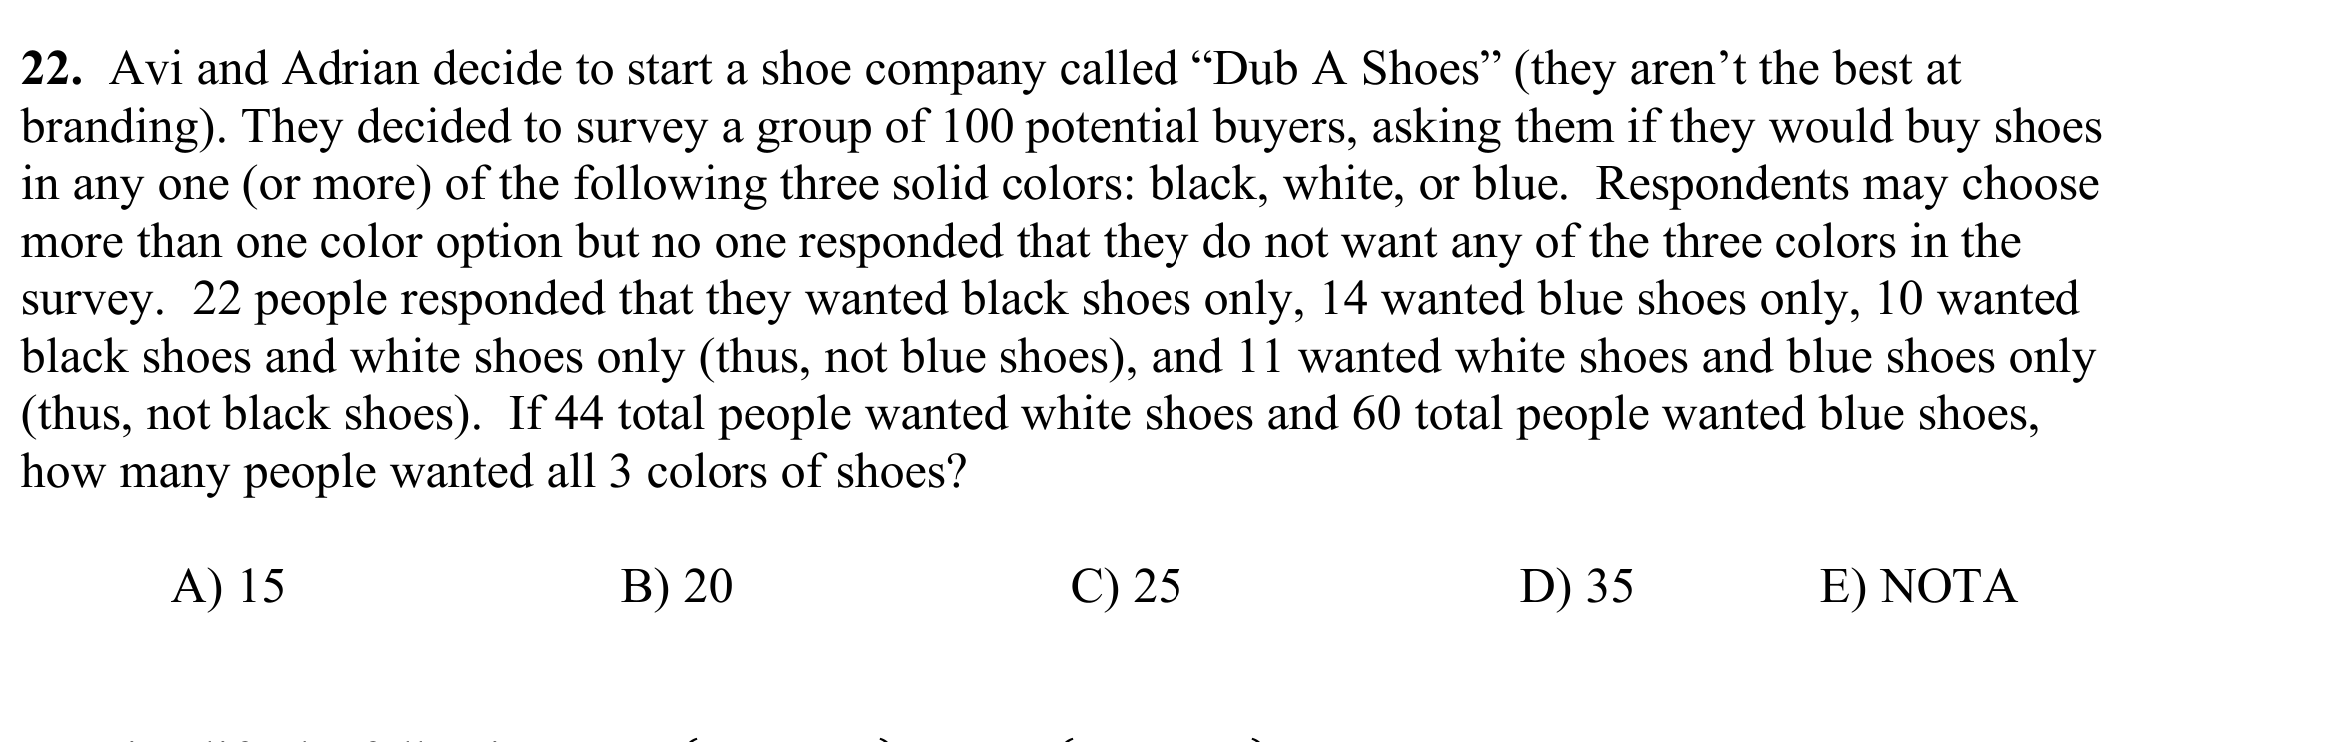 22. Avi and Adrian decide to start a shoe company called “Dub A Shoes” (they aren’t the best at
branding). They decided to survey a group of 100 potential buyers, asking them if they would buy shoes
in any one (or more) of the following three solid colors: black, white, or blue. Respondents may choose
more than one color option but no one responded that they do not want any of the three colors in the
survey. 22 people responded that they wanted black shoes only, 14 wanted blue shoes only, 10 wanted
black shoes and white shoes only (thus, not blue shoes), and 11 wanted white shoes and blue shoes only
(thus, not black shoes). If 44 total people wanted white shoes and 60 total people wanted blue shoes,
how many people wanted all 3 colors of shoes?
A) 15 B) 20 C) 25 D) 35 E) NOTA